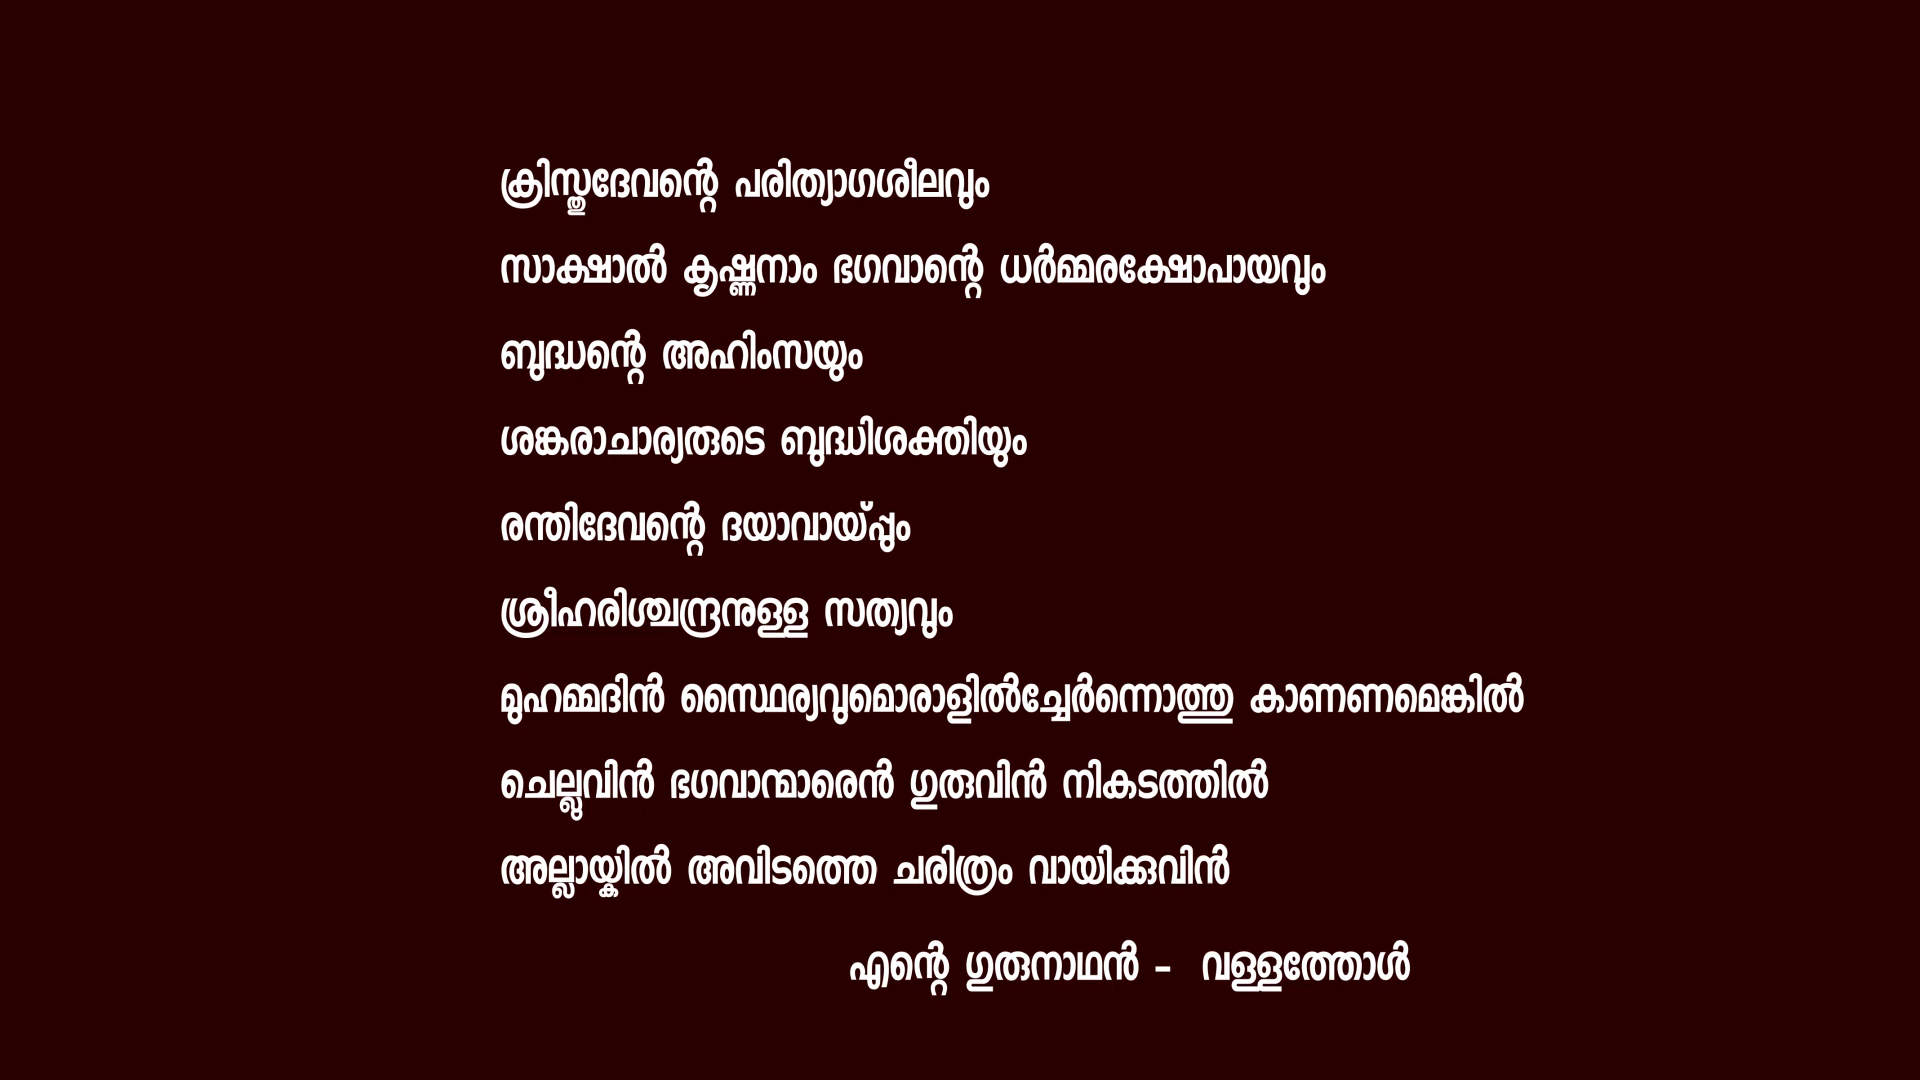 ക്രിസ്തുദേവന്റെ പരിത്യാഗശീലവും
സാക്ഷാൽ കൃഷ്ണനാം ഭഗവാന്റെ ധർമ്മരക്ഷോപായവും
ബുദ്ധന്റെ അഹിംസയും
ശങ്കരാചാര്യരുടെ ബുദ്ധിശക്തിയും
രന്തിദേവന്റെ ദയാവായ്പ്പും
ശ്രീഹരിശ്ചന്ദ്രനുള്ള സത്യവും
മുഹമ്മദിൻ സ്ഥൈര്യവുമൊരാളിൽച്ചേർന്നൊത്തു കാണണമെങ്കിൽ
ചെല്ലുവിൻ ഭഗവാന്മാരെൻ ഗുരുവിൻ നികടത്തിൽ
അല്ലായ്കിൽ അവിടത്തെ ചരിത്രം വായിക്കുവിൻ
എന്റെ ഗുരുനാഥൻ - വള്ളത്തോൾ